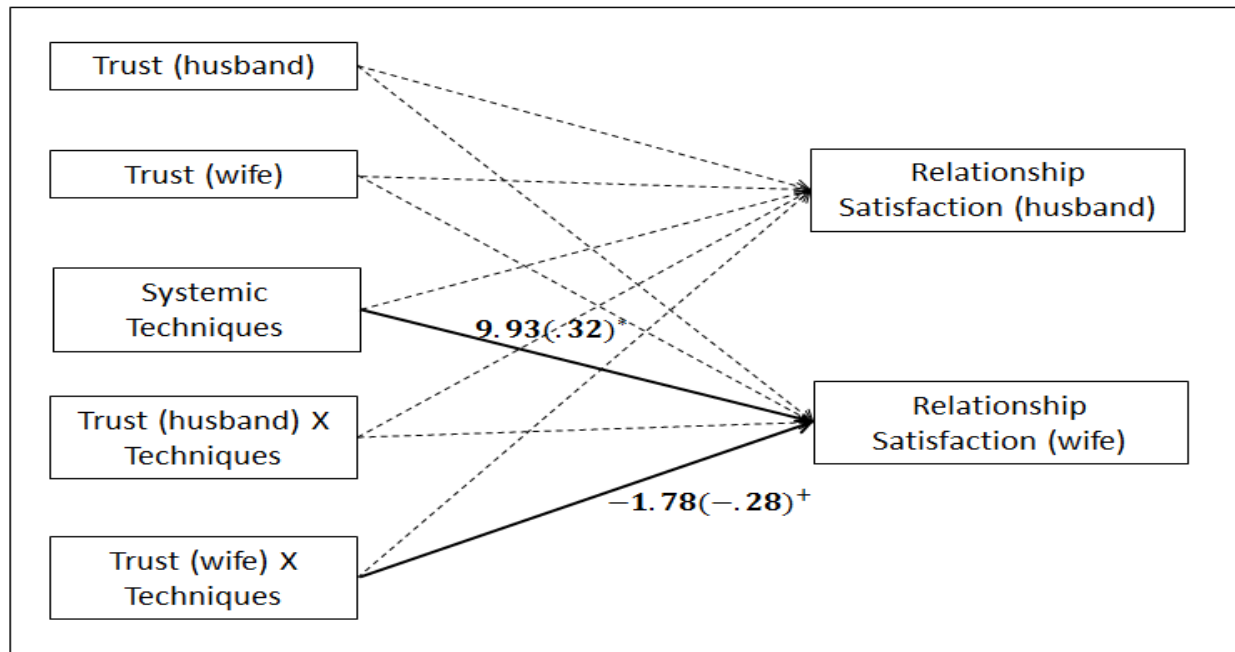 Trust (husband)
Trust (wife)
Systemic
Techniques
Trust (husband) X
Techniques
Trust (wife) X
Techniques
9.93(.32)*
−1.78(−.28)+
Relationship
Satisfaction (husband)
Relationship
Satisfaction (wife)